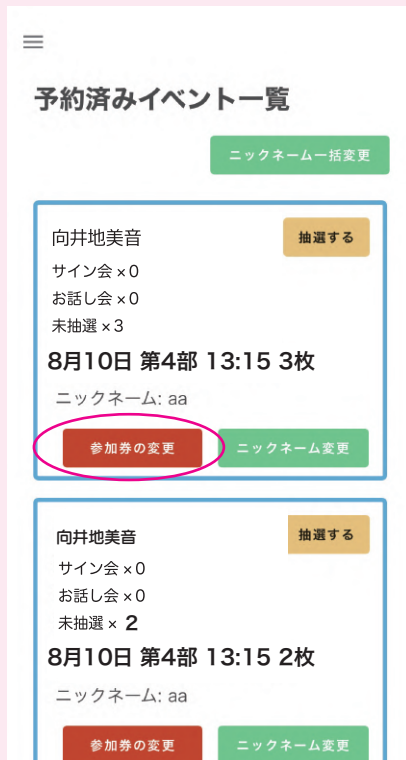 予約済みイベント一覧
ニックネーム一括変更
向井地美音
抽選する
サイン会 ×0
お話し会 ×0
未抽選 ×3
8月10日 第4部 13:15 3枚
ニックネーム: aa
参加券の変更
ニックネーム変更
向井地美音
抽選する
サイン会 ×0
お話し会 ×0
未抽選 × 2
8月10日 第4部 13:15 2枚
ニックネーム: aa
参加券の変更
ニックネーム変更